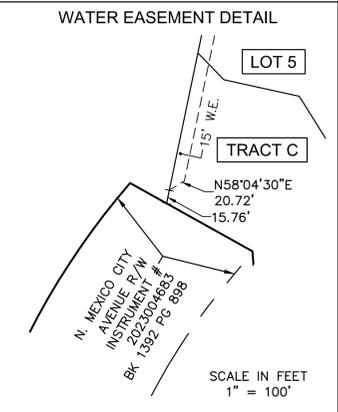 WATER EASEMENT DETAIL
LOT 5
15' W.E.
TRACT C
N58°04'30"E
20.72'
15.76'
N. MEXICO CITY
AVENUE R/W
INSTRUMENT #
2023004683
BK 1392 PG 898
SCALE IN FEET
1" = 100'